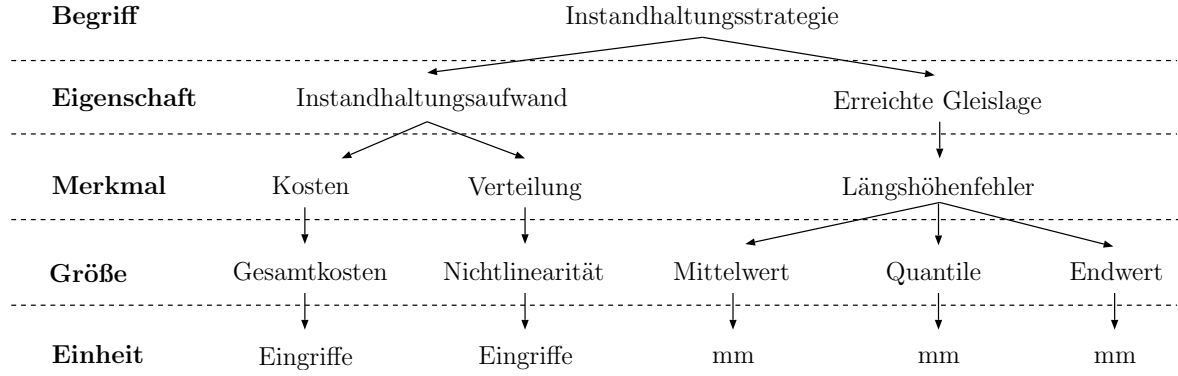 Begriff Instandhaltungsstrategie
Eigenschaft Instandhaltungsaufwand Erreichte Gleislage
Merkmal Kosten Verteilung Längshöhenfehler
Größe Gesamtkosten Nichtlinearität Mittelwert Quantile Endwert
Einheit Eingriffe Eingriffe mm mm mm